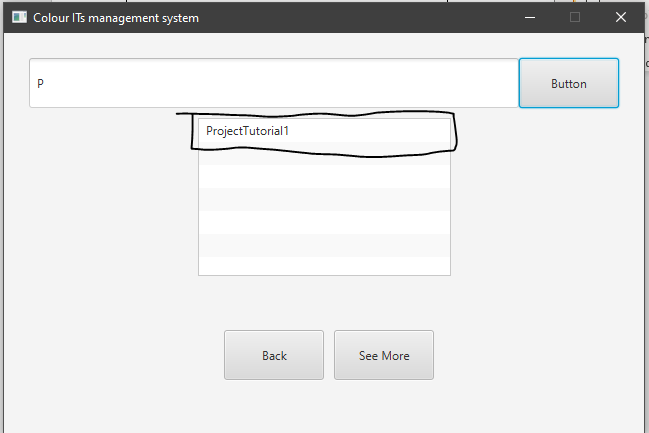 Colour ITs management system
P
Button
ProjectTutorial1
Back
See More